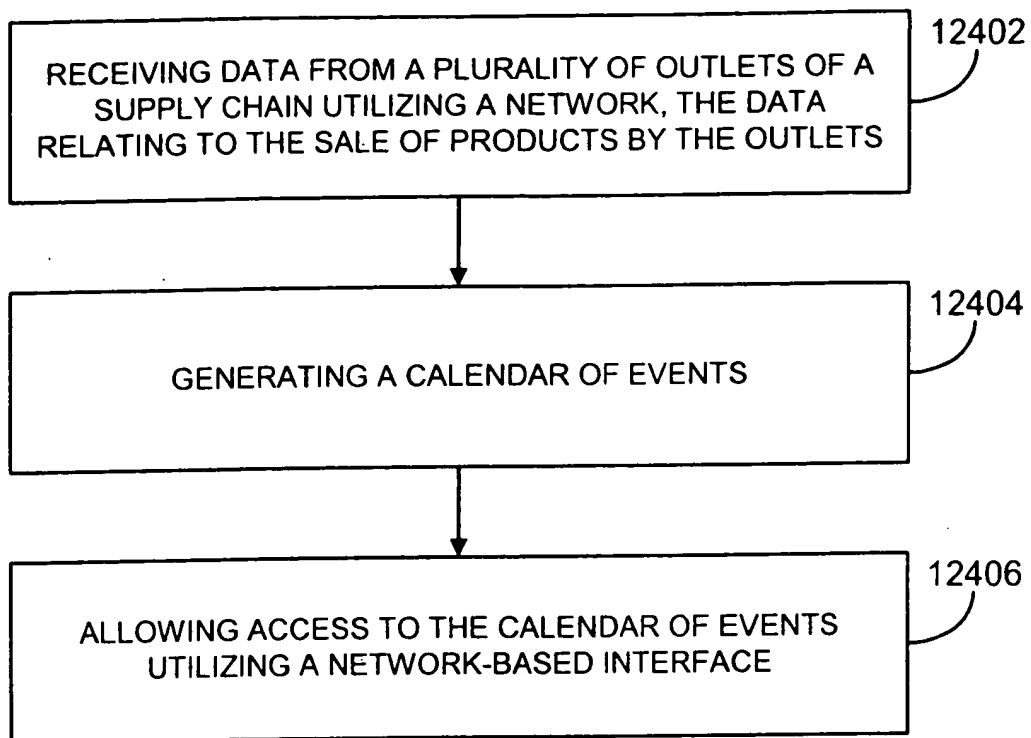 12402
RECEIVING DATA FROM A PLURALITY OF OUTLETS OF A
SUPPLY CHAIN UTILIZING A NETWORK, THE DATA
RELATING TO THE SALE OF PRODUCTS BY THE OUTLETS
12404
GENERATING A CALENDAR OF EVENTS
12406
ALLOWING ACCESS TO THE CALENDAR OF EVENTS
UTILIZING A NETWORK-BASED INTERFACE